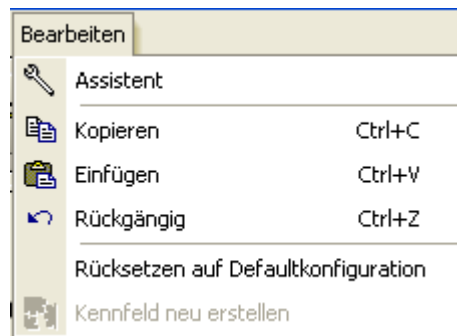 Bearbeiten
Assistent
Kopieren Ctrl+C
Einfügen Ctrl+V
Rückgängig Ctrl+Z
Rücksetzen auf Defaultkonfiguration
Kennfeld neu erstellen